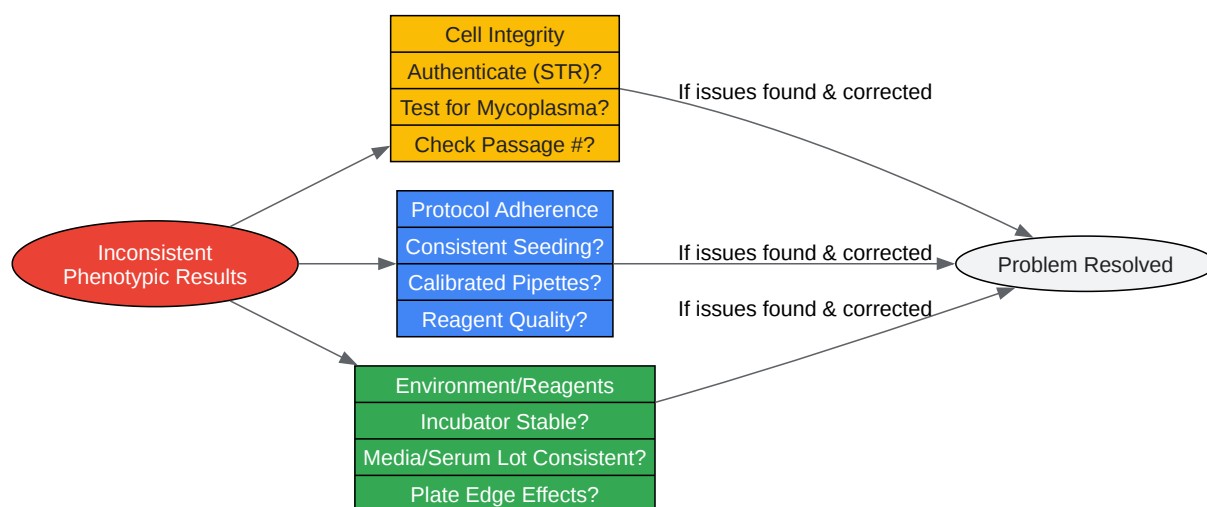 Inconsistent
Phenotypic Results
Cell Integrity
Authenticate (STR)?
Test for Mycoplasma?
Check Passage #?
Protocol Adherence
Consistent Seeding?
Calibrated Pipettes?
Reagent Quality?
Environment/Reagents
Incubator Stable?
Media/Serum Lot Consistent?
Plate Edge Effects?
If issues found & corrected
If issues found & corrected
If issues found & corrected
Problem Resolved